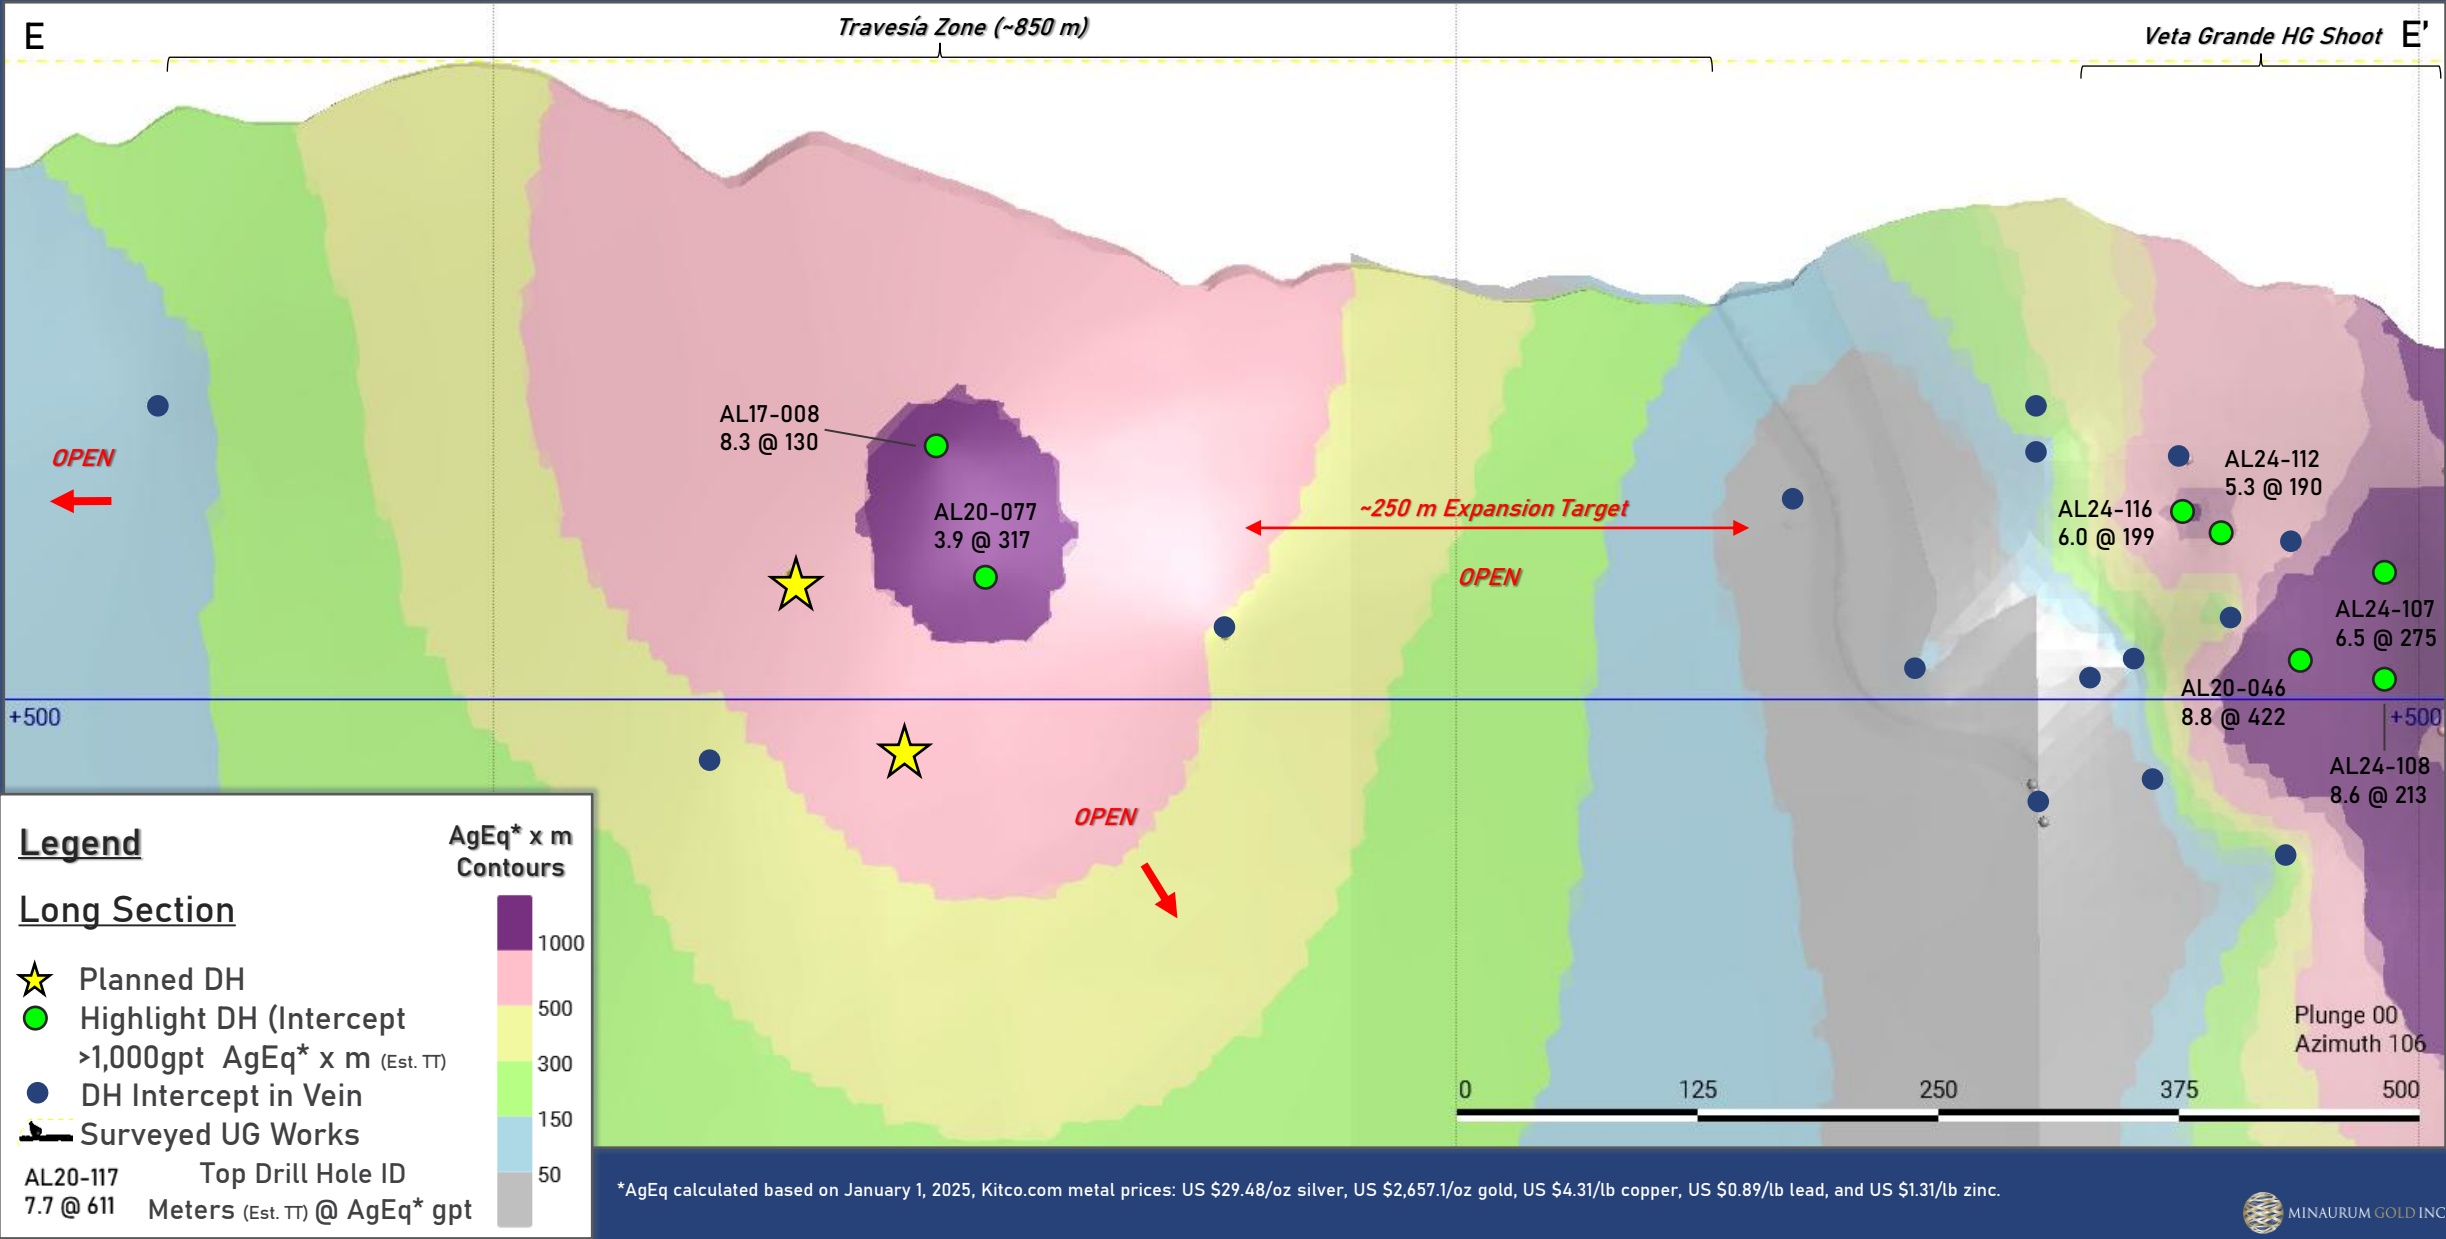 E
Travesía Zone (~850 m)
Veta Grande HG Shoot
E'
AL17-008
8.3 @ 130
OPEN
AL20-077
3.9 @ 317
~250 m Expansion Target
OPEN
AL24-112
5.3 @ 190
AL24-116
6.0 @ 199
AL24-107
6.5 @ 275
AL20-046
8.8 @ 422
+500
+500
AL24-108
8.6 @ 213
OPEN
Legend
Long Section
Planned DH
Highlight DH (Intercept
>1,000gpt AgEq* x m (Est. TT)
DH Intercept in Vein
Surveyed UG Works
AL20-117
7.7 @ 611
Top Drill Hole ID
Meters (Est. TT) @ AgEq* gpt
AgEq* x m
Contours
1000
500
300
150
50
Plunge 00
Azimuth 106
0 125 250 375 500
*AgEq calculated based on January 1, 2025, Kitco.com metal prices: US $29.48/oz silver, US $2,657.1/oz gold, US $4.31/lb copper, US $0.89/lb lead, and US $1.31/lb zinc.
MINAURUM GOLD INC